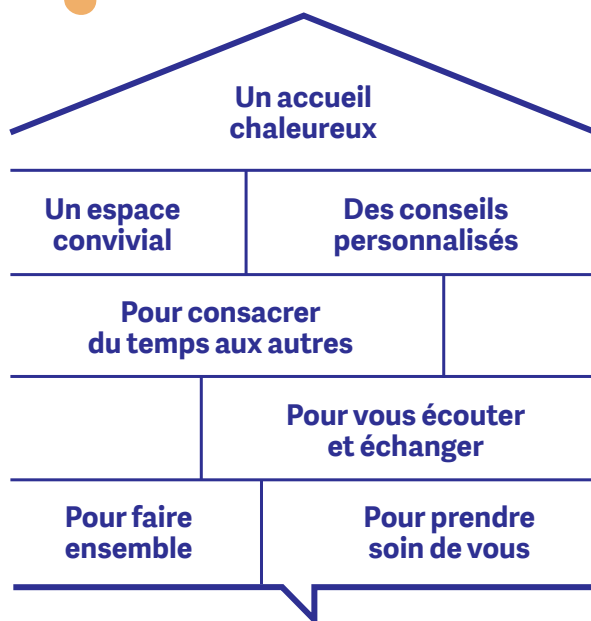 Un accueil
chaleureux
Un espace
convivial
Des conseils
personnalisés
Pour consacrer
du temps aux autres
Pour vous écouter
et échanger
Pour faire
ensemble
Pour prendre
soin de vous